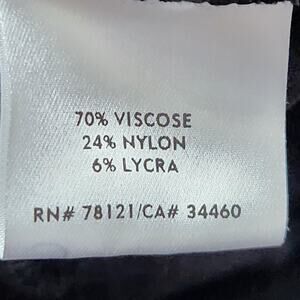 70% VISCOSE
24% NYLON
6% LYCRA
RN# 78121/CA# 34460